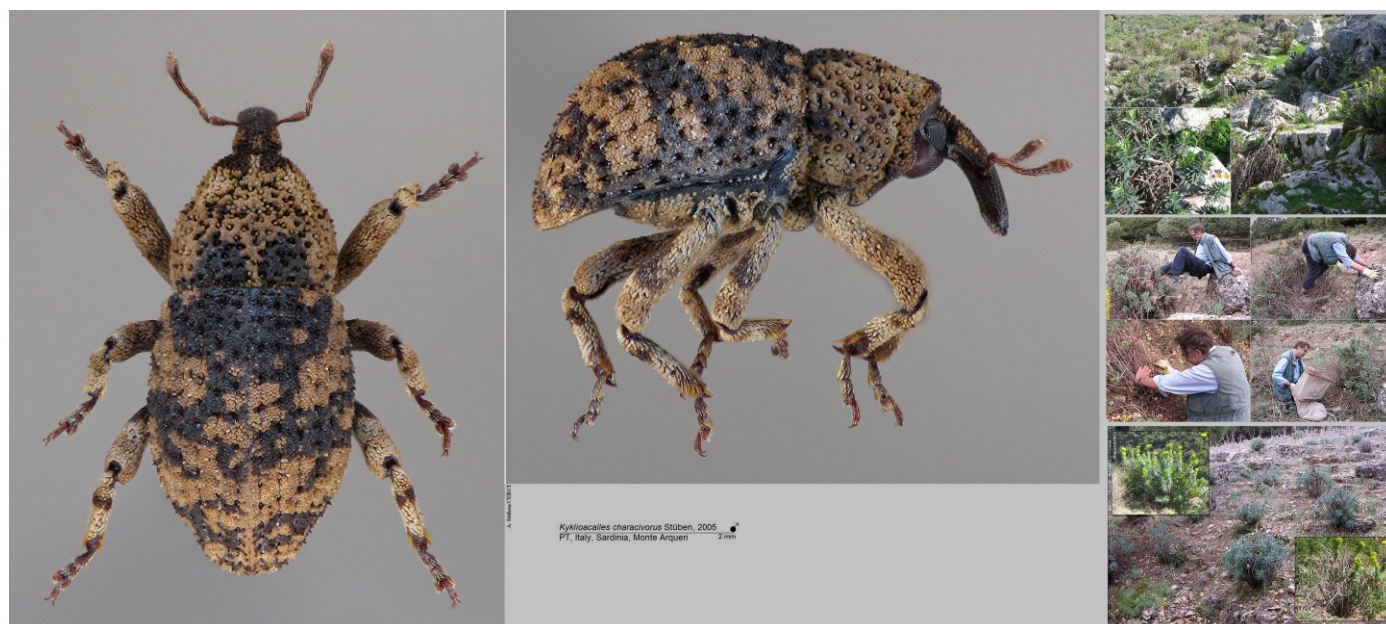 Kyklioacalles characivorus Stüben, 2005
PT, Italy, Sardinia, Monte Arqueri
2 mm